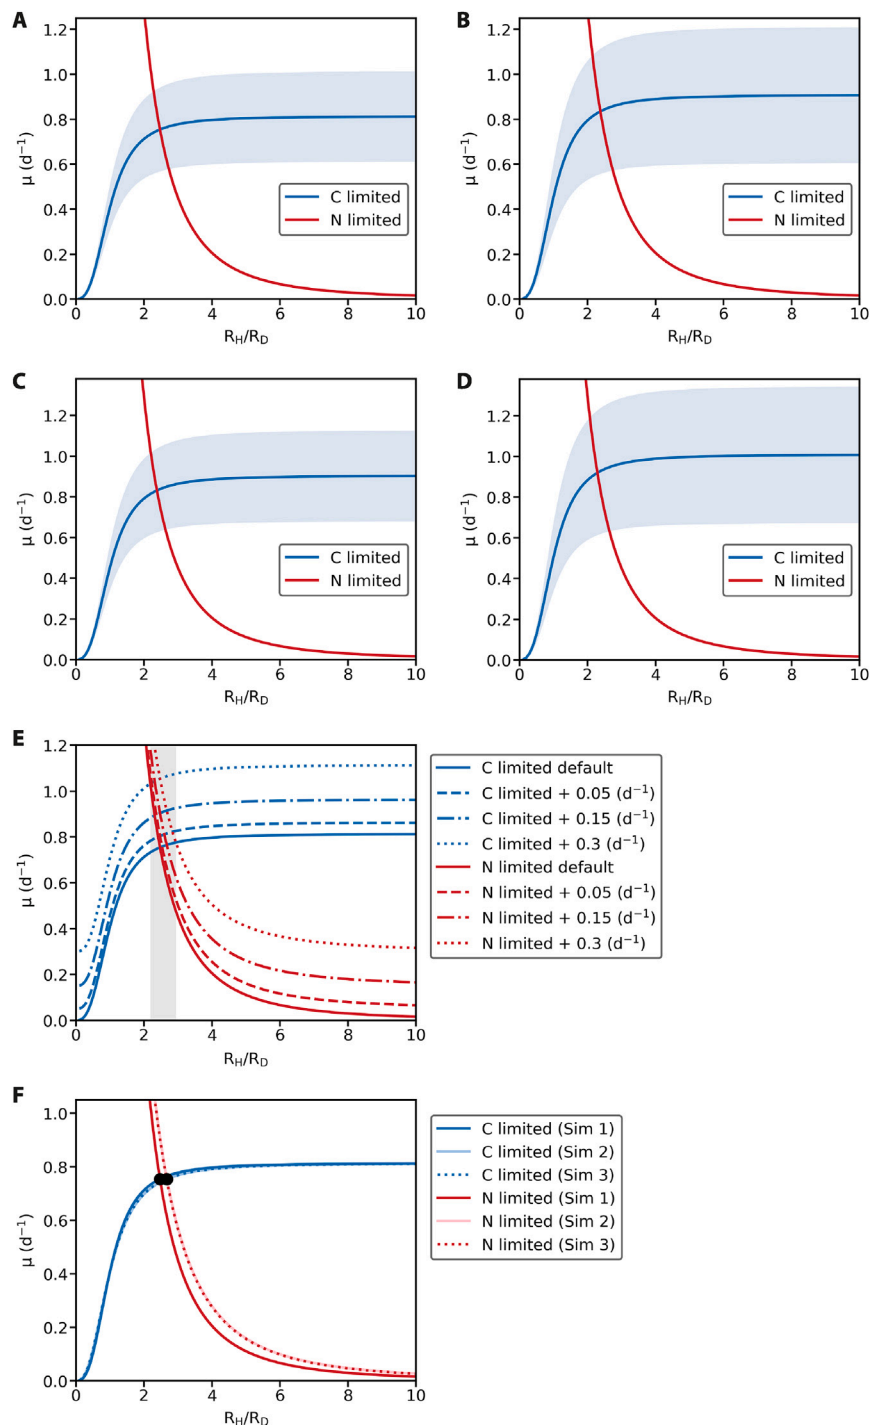 A
μ (d⁻¹)
1.2
1.0
0.8
0.6
0.4
0.2
0.0
C limited
N limited
0 2 4 6 8 10
R_H/R_D
B
μ (d⁻¹)
1.2
1.0
0.8
0.6
0.4
0.2
0.0
C limited
N limited
0 2 4 6 8 10
R_H/R_D
C
μ (d⁻¹)
1.2
1.0
0.8
0.6
0.4
0.2
0.0
C limited
N limited
0 2 4 6 8 10
R_H/R_D
D
μ (d⁻¹)
1.2
1.0
0.8
0.6
0.4
0.2
0.0
C limited
N limited
0 2 4 6 8 10
R_H/R_D
E
μ (d⁻¹)
1.2
1.0
0.8
0.6
0.4
0.2
0.0
0 2 4 6 8 10
R_H/R_D
C limited default
C limited + 0.05 (d⁻¹)
C limited + 0.15 (d⁻¹)
C limited + 0.3 (d⁻¹)
N limited default
N limited + 0.05 (d⁻¹)
N limited + 0.15 (d⁻¹)
N limited + 0.3 (d⁻¹)
F
μ (d⁻¹)
1.0
0.8
0.6
0.4
0.2
0.0
0 2 4 6 8 10
R_H/R_D
C limited (Sim 1)
C limited (Sim 2)
C limited (Sim 3)
N limited (Sim 1)
N limited (Sim 2)
N limited (Sim 3)